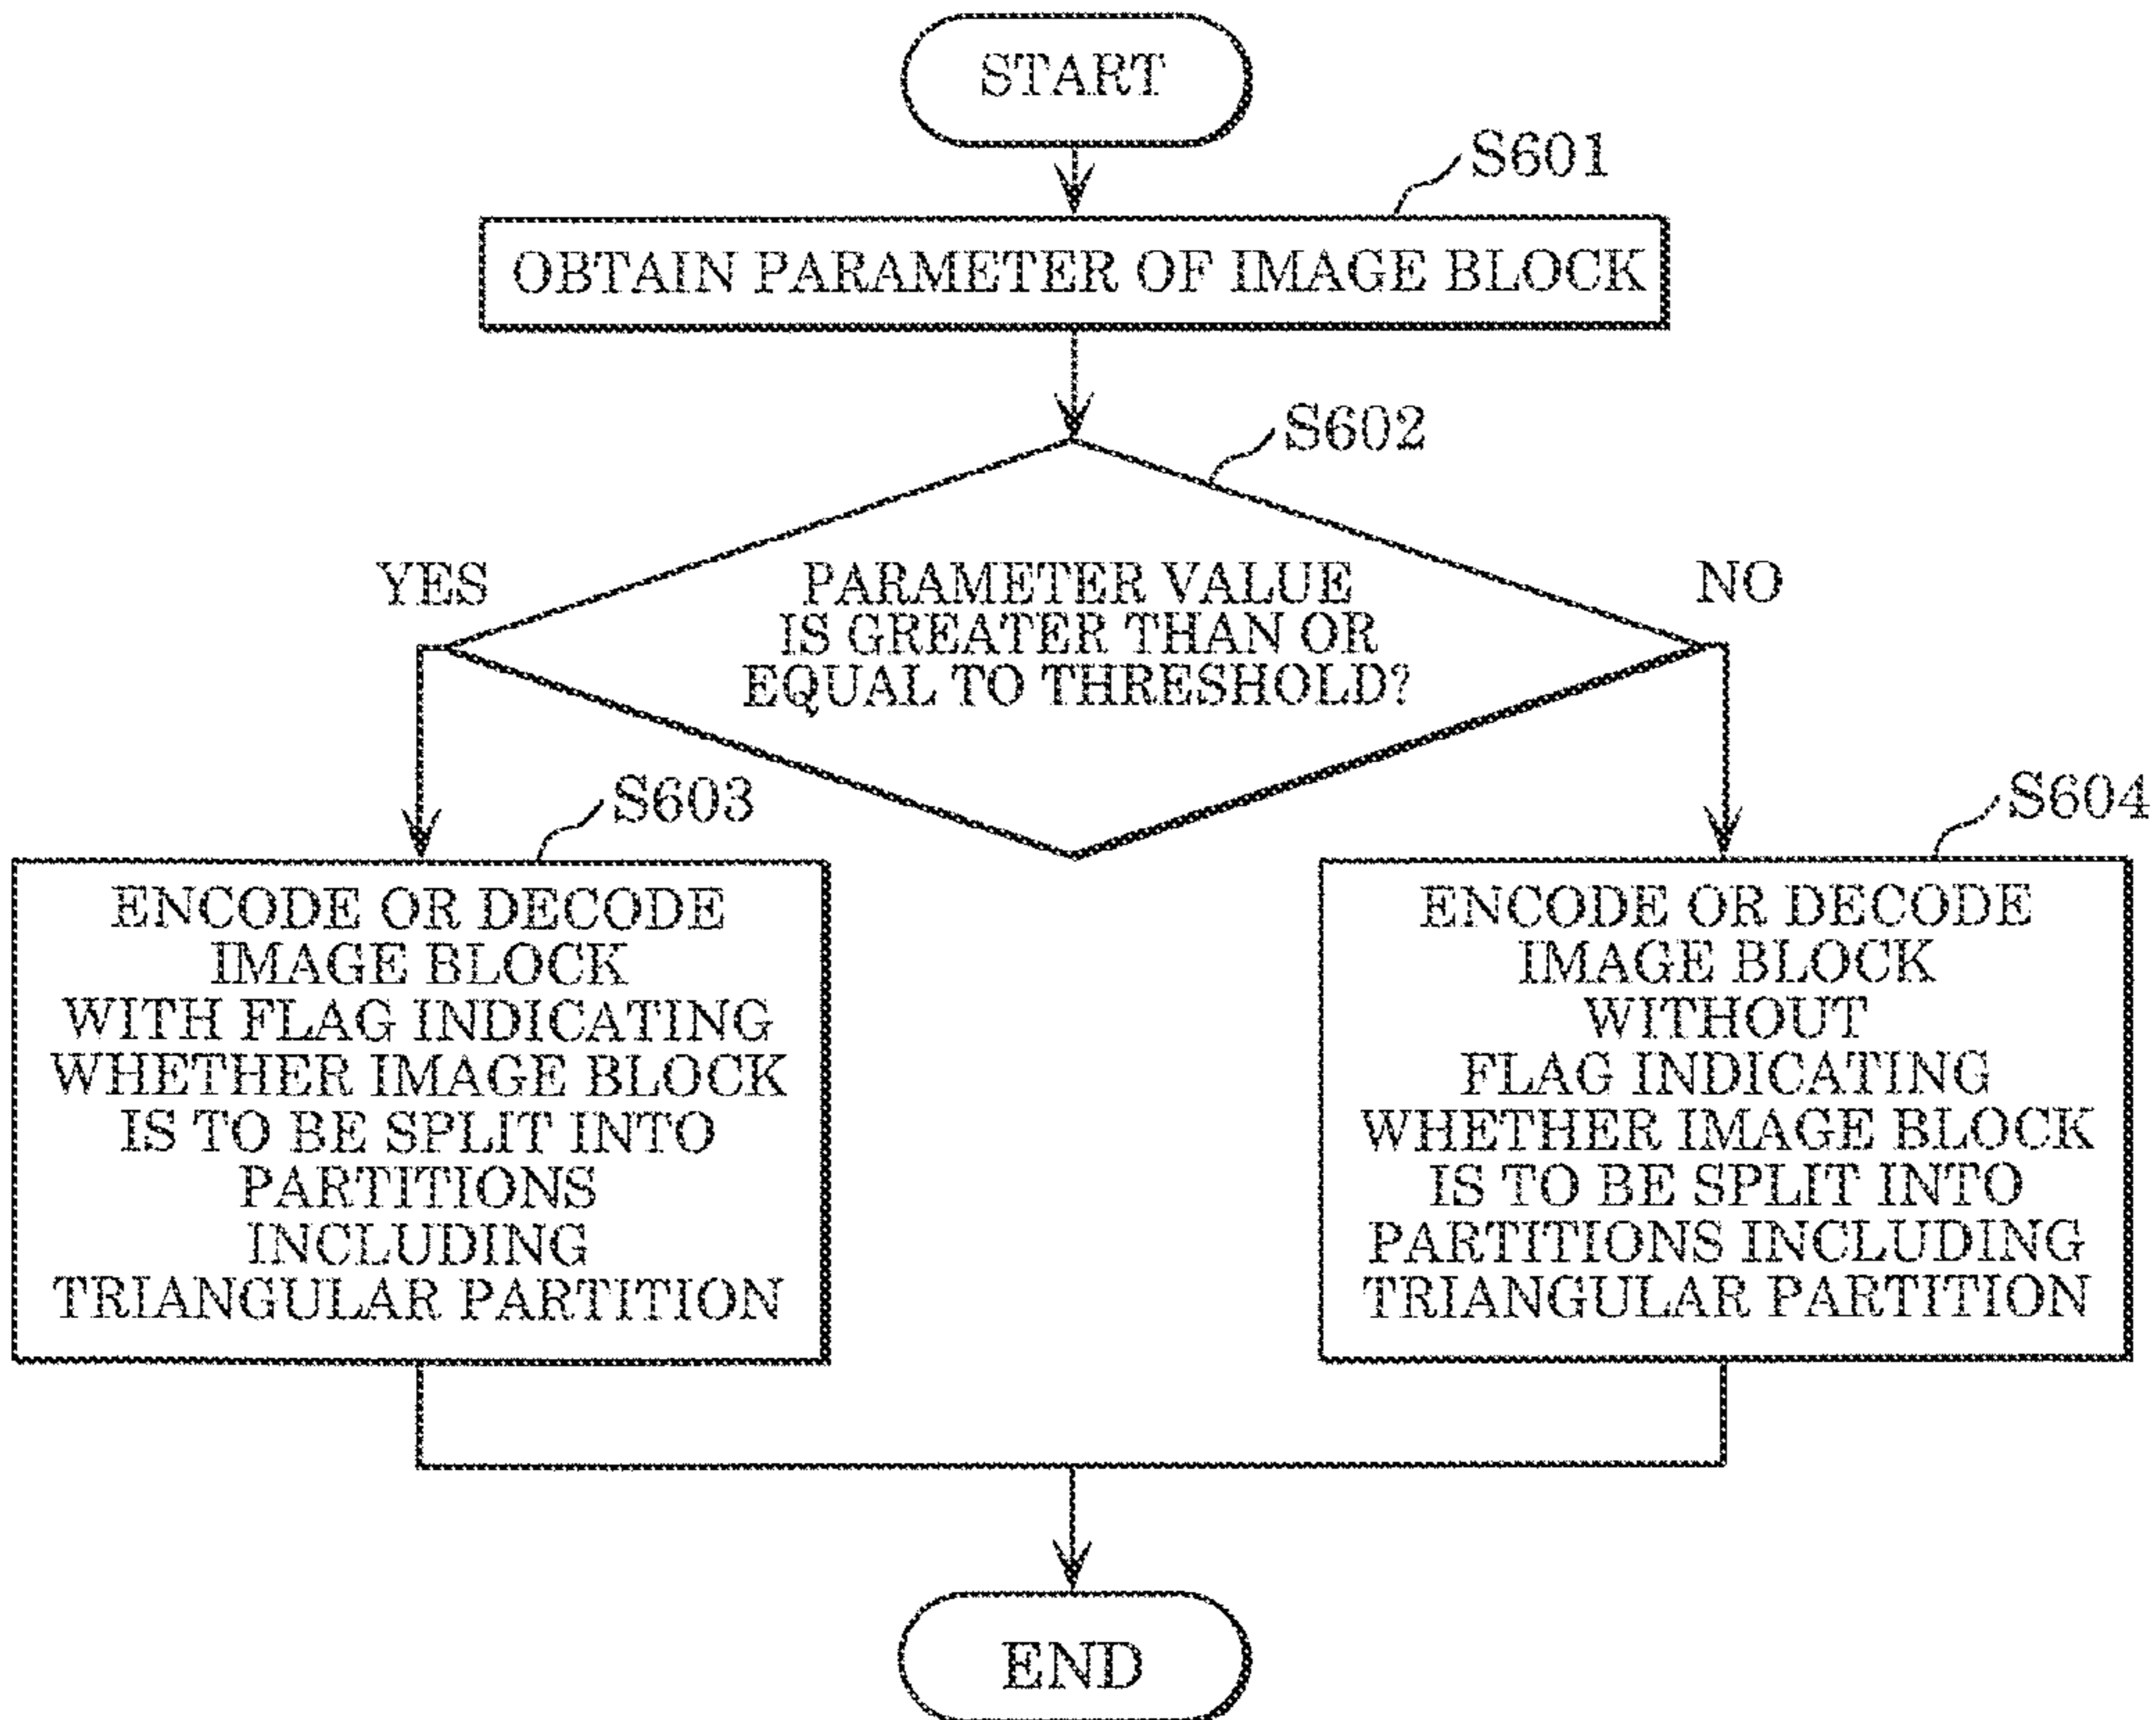 START
S601
OBTAIN PARAMETER OF IMAGE BLOCK
S602
YES
NO
PARAMETER VALUE
IS GREATER THAN OR
EQUAL TO THRESHOLD?
S603
ENCODE OR DECODE
IMAGE BLOCK
WITH FLAG INDICATING
WHETHER IMAGE BLOCK
IS TO BE SPLIT INTO
PARTITIONS
INCLUDING
TRIANGULAR PARTITION
S604
ENCODE OR DECODE
IMAGE BLOCK
WITHOUT
FLAG INDICATING
WHETHER IMAGE BLOCK
IS TO BE SPLIT INTO
PARTITIONS INCLUDING
TRIANGULAR PARTITION
END